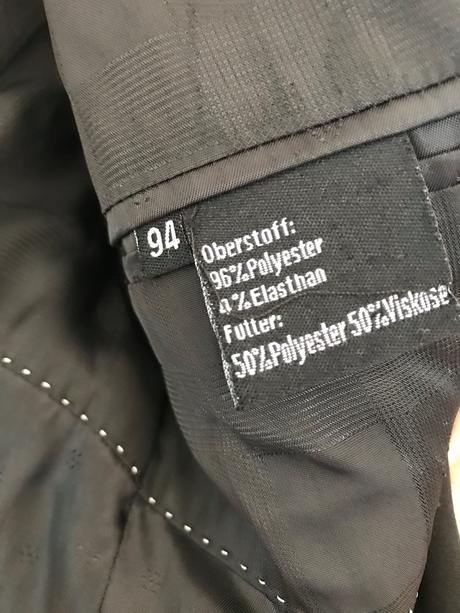 94
Oberstoff:
96%Polyester
4%Elasthan
Futter:
50%Polyester 50%Viskose